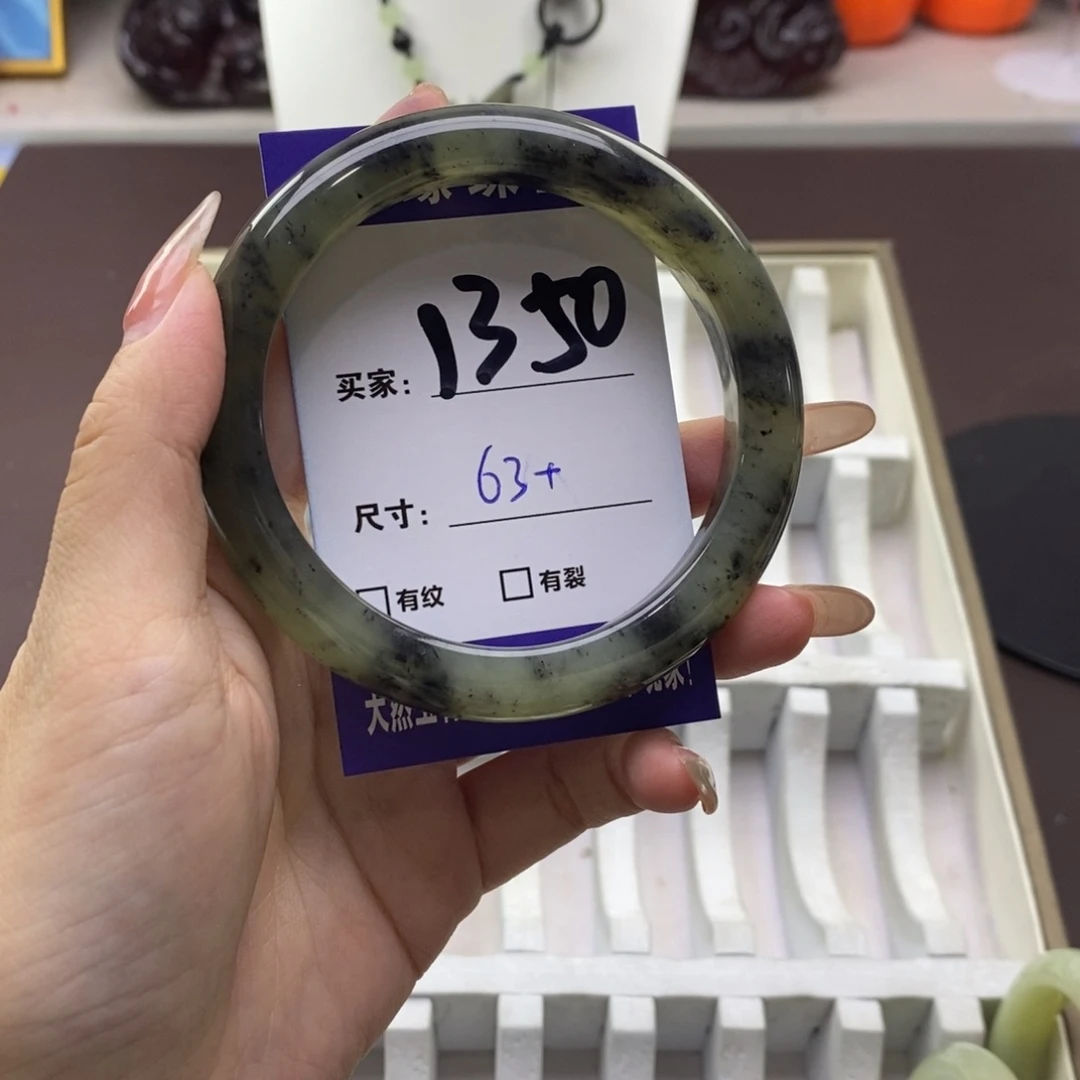 买家: 1350
尺寸: 63+
□有纹 □有裂